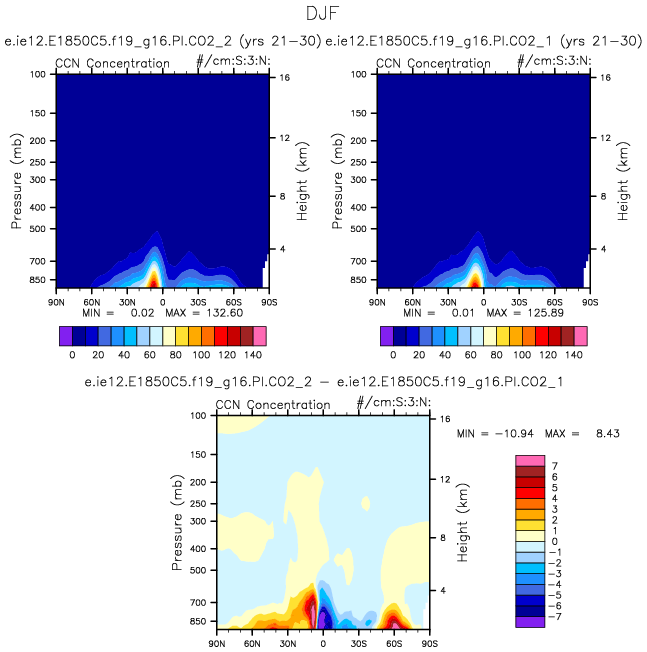 DJF
e.ie12.E1850C5.f19_g16.PI.CO2_2 (yrs 21-30) e.ie12.E1850C5.f19_g16.PI.CO2_1 (yrs 21-30)
CCN Concentration #/cm:S:3:N: CCN Concentration #/cm:S:3:N:
100 16 100 16
150 150
12 12
200 200
250 250
300 300
8 8
400 400
500 500
4 4
700 700
850 850
Pressure (mb) Height (km) Pressure (mb) Height (km)
90N 60N 30N 0 30S 60S 90S 90N 60N 30N 0 30S 60S 90S
MIN = 0.02 MAX = 132.60 MIN = 0.01 MAX = 125.89
0 20 40 60 80 100 120 140 0 20 40 60 80 100 120 140
e.ie12.E1850C5.f19_g16.PI.CO2_2 - e.ie12.E1850C5.f19_g16.PI.CO2_1
CCN Concentration #/cm:S:3:N:
MIN = -10.94 MAX = 8.43
100 16
150
12
200
250
300
8
400
500
4
700
850
Pressure (mb) Height (km)
90N 60N 30N 0 30S 60S 90S
7
6
5
4
3
2
1
0
-1
-2
-3
-4
-5
-6
-7